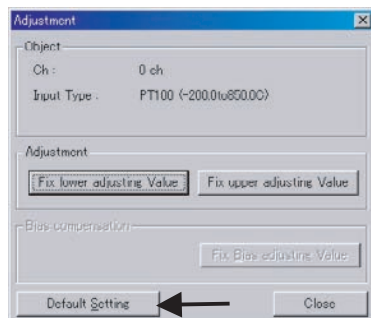 Adjustment
Object
Ch : 0 ch
Input Type : PT100 (-200.0to850.0C)
Adjustment
Fix lower adjusting Value Fix upper adjusting Value
Bias compensation
Fix Bias adjusting Value
Default Setting Close